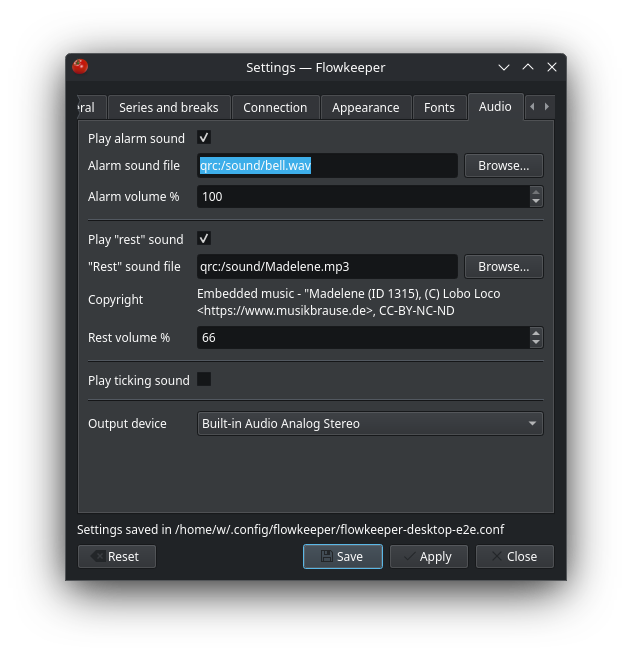 Settings — Flowkeeper
ral Series and breaks Connection Appearance Fonts Audio
Play alarm sound
Alarm sound file qrc:/sound/bell.wav Browse...
Alarm volume % 100
Play "rest" sound
"Rest" sound file qrc:/sound/Madelene.mp3 Browse...
Copyright Embedded music - "Madelene (ID 1315), (C) Lobo Loco
<https://www.musikbrause.de>, CC-BY-NC-ND
Rest volume % 66
Play ticking sound
Output device Built-in Audio Analog Stereo
Settings saved in /home/w/.config/flowkeeper/flowkeeper-desktop-e2e.conf
Reset Save Apply Close